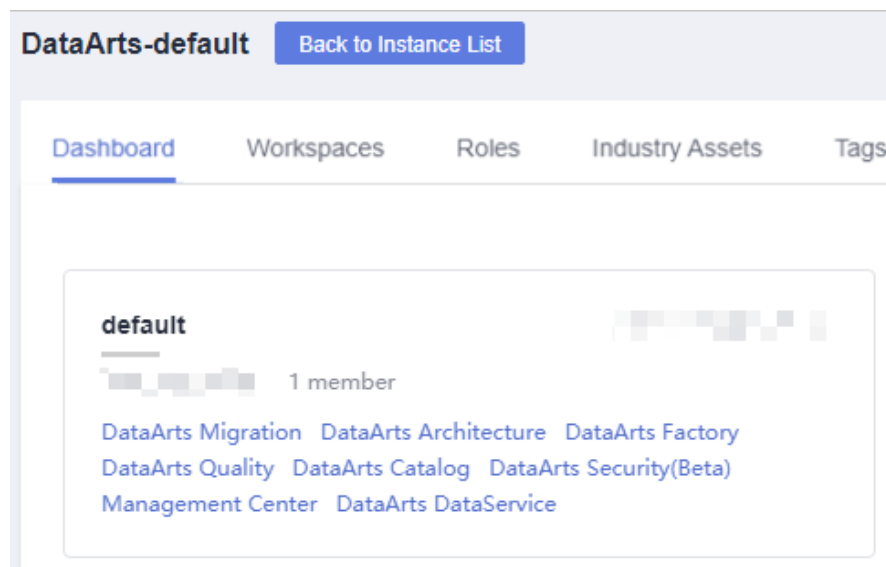 DataArts-default Back to Instance List
Dashboard Workspaces Roles Industry Assets Tags
default
1 member
DataArts Migration DataArts Architecture DataArts Factory
DataArts Quality DataArts Catalog DataArts Security(Beta)
Management Center DataArts DataService